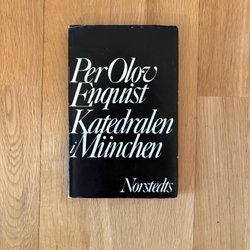 Per Olov
Enquist
Katedralen
i München
Norstedts